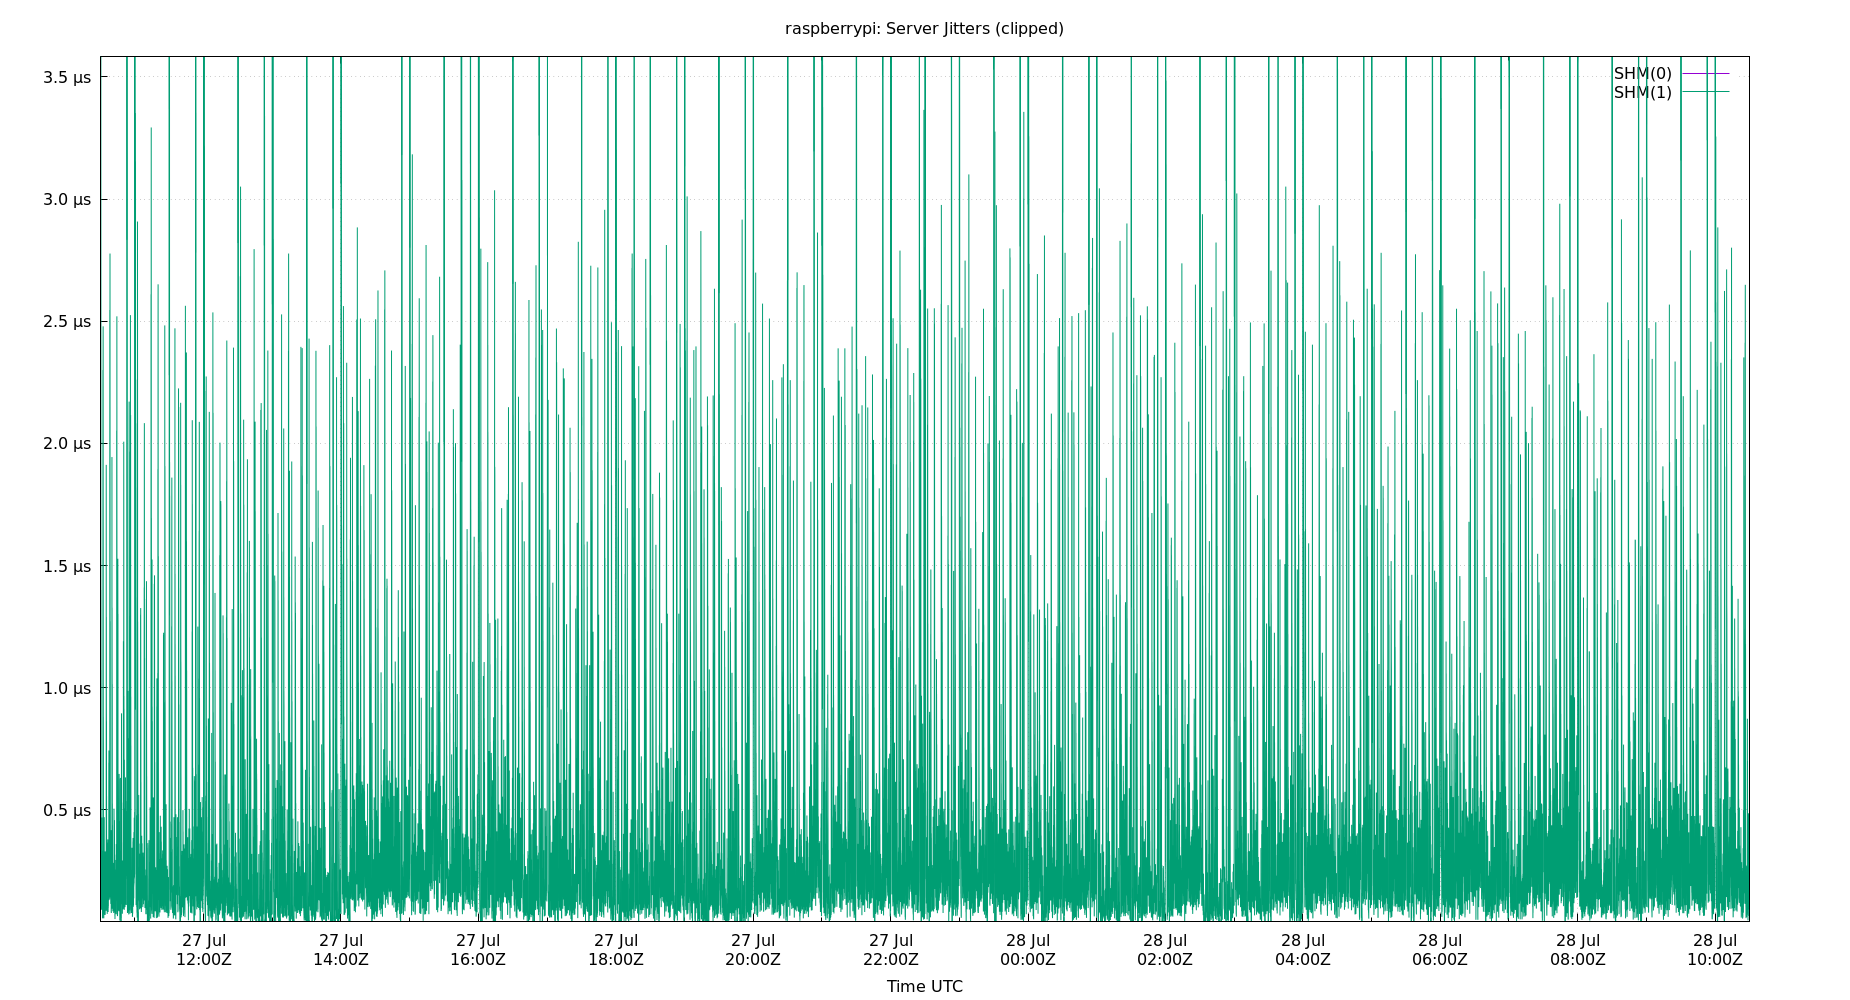 raspberrypi: Server Jitters (clipped)
3.5 μs
3.0 μs
2.5 μs
2.0 μs
1.5 μs
1.0 μs
0.5 μs
SHM(0)
SHM(1)
27 Jul 27 Jul 27 Jul 27 Jul 27 Jul 27 Jul 28 Jul 28 Jul 28 Jul 28 Jul 28 Jul 28 Jul
12:00Z 14:00Z 16:00Z 18:00Z 20:00Z 22:00Z 00:00Z 02:00Z 04:00Z 06:00Z 08:00Z 10:00Z
Time UTC